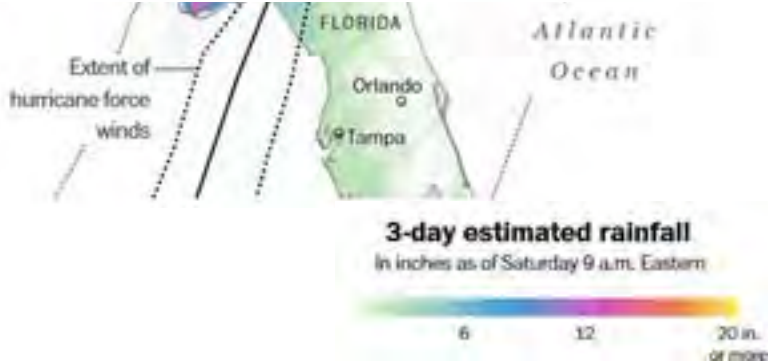 FLORIDA
Atlantic
Ocean
Extent of
hurricane force
winds
Orlando
Tampa
3-day estimated rainfall
In inches as of Saturday 9 a.m. Eastern
6 12 20 in.
or more